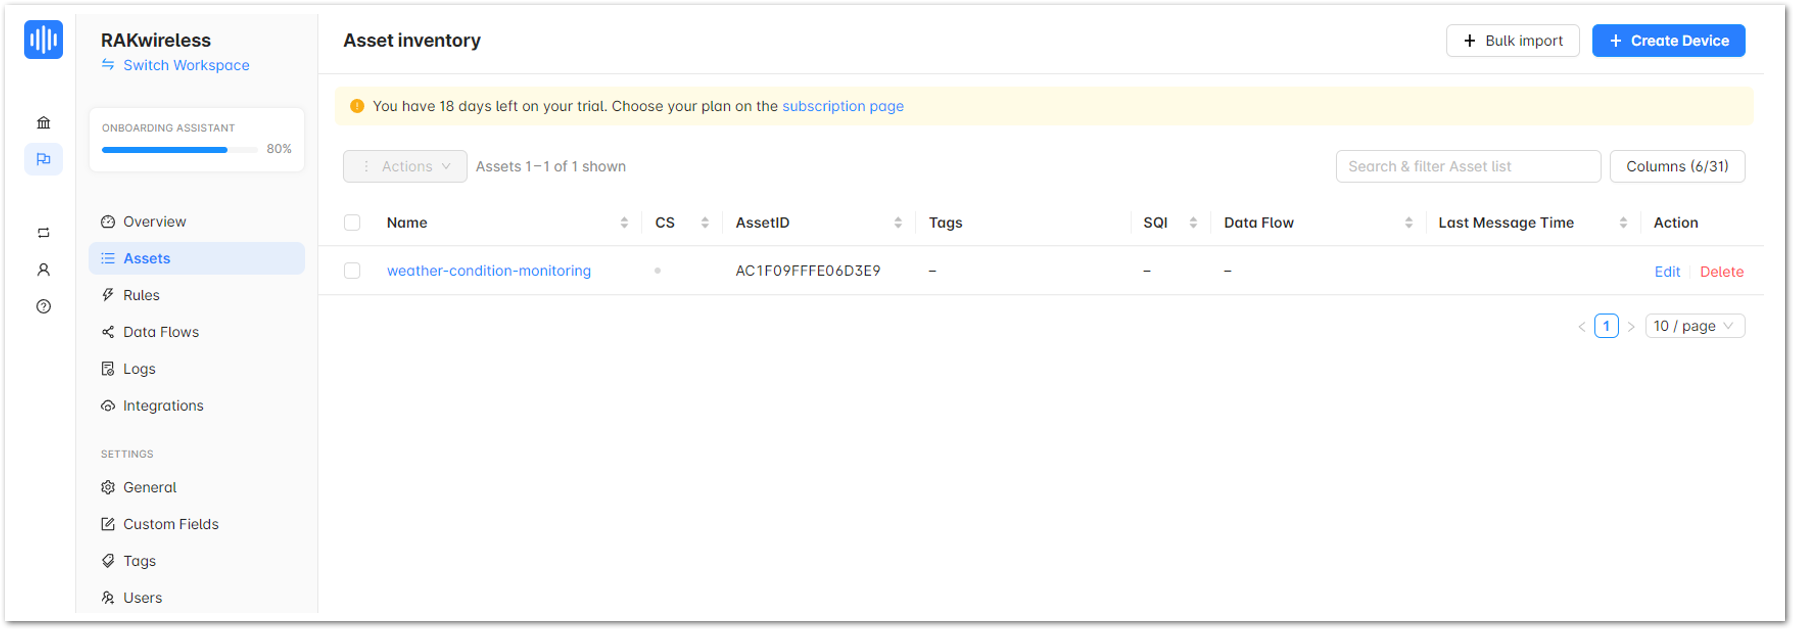 RAKwireless
Switch Workspace
ONBOARDING ASSISTANT
80%
Overview
Assets
Rules
Data Flows
Logs
Integrations
SETTINGS
General
Custom Fields
Tags
Users
Asset inventory
+ Bulk import
+ Create Device
You have 18 days left on your trial. Choose your plan on the subscription page
Actions
Assets 1–1 of 1 shown
Search & filter Asset list
Columns (6/31)
Name CS AssetID Tags SQI Data Flow Last Message Time Action
weather-condition-monitoring AC1F09FFFE06D3E9 – – – Edit Delete
< 1 > 10 / page